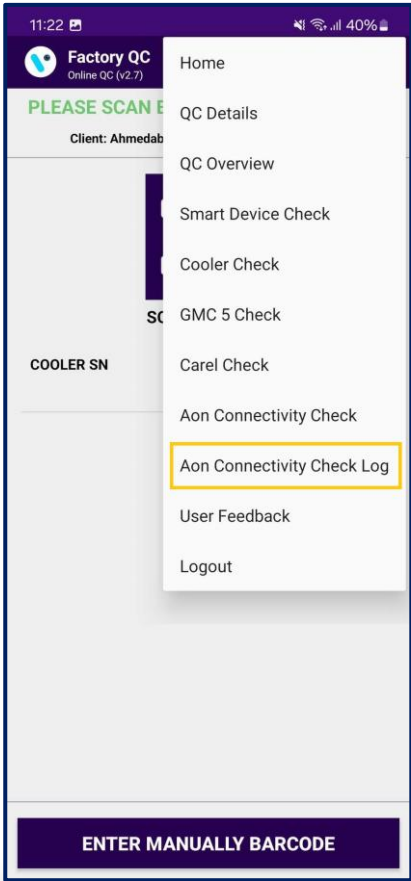 11:22 40%
Factory QC
Online QC (v2.7)
PLEASE SCAN
Client: Ahmedab
SC
COOLER SN
Home
QC Details
QC Overview
Smart Device Check
Cooler Check
GMC 5 Check
Carel Check
Aon Connectivity Check
Aon Connectivity Check Log
User Feedback
Logout
ENTER MANUALLY BARCODE